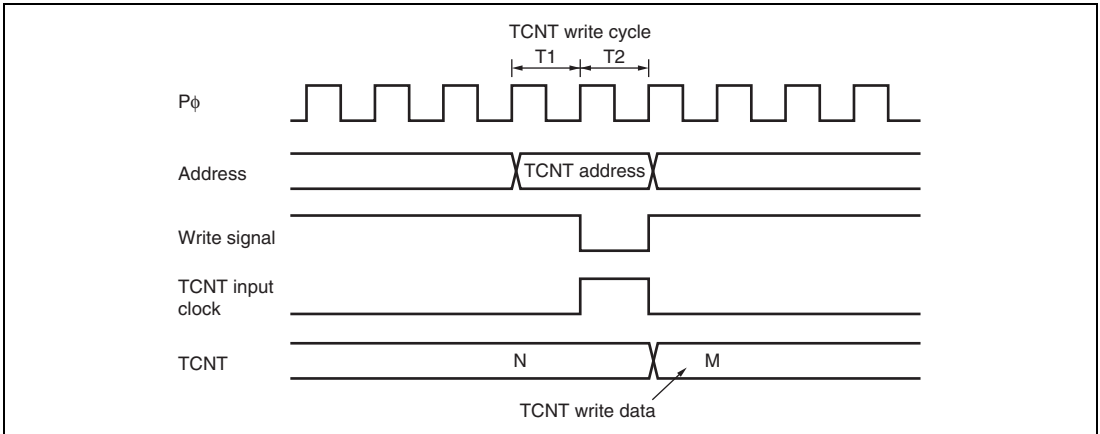 TCNT write cycle
T1 T2
Pϕ
Address
TCNT address
Write signal
TCNT input
clock
TCNT
N
M
TCNT write data